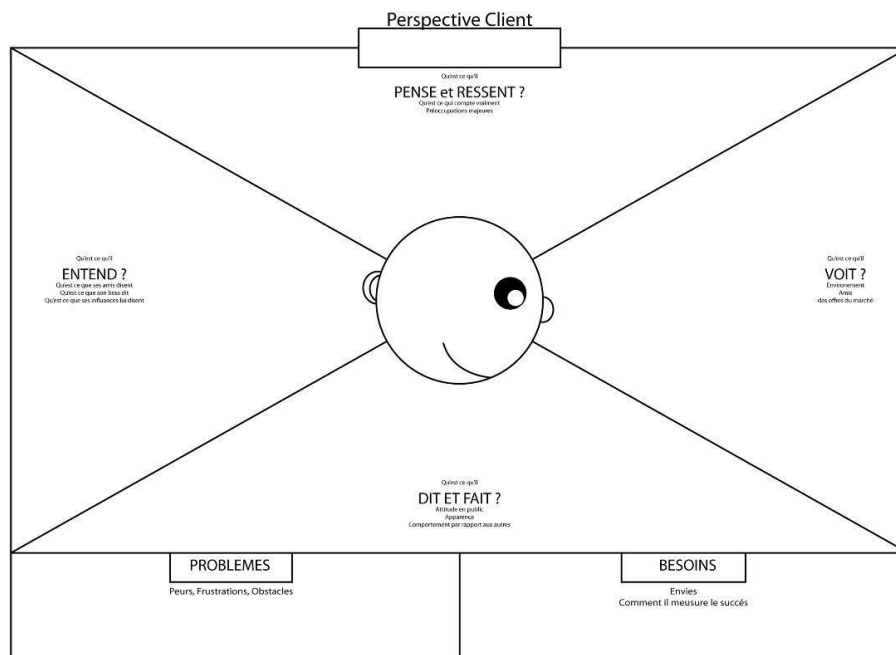 Perspective Client
Qu'est ce qu'il
PENSE et RESSENT ?
Qu'est ce qui compte vraiment
Préoccupations majeures
Qu'est ce qu'il
ENTEND ?
Qu'est ce que ses amis disent
Qu'est ce que son boss dit
Qu'est ce que ses influances lui disent
Qu'est ce qu'il
VOIT ?
Environement
Amis
des offres du marché
Qu'est ce qu'il
DIT ET FAIT ?
Attitude en public
Apparence
Comportement par rapport aux autres
PROBLEMES
Peurs, Frustrations, Obstacles
BESOINS
Envies
Comment il meusure le succés